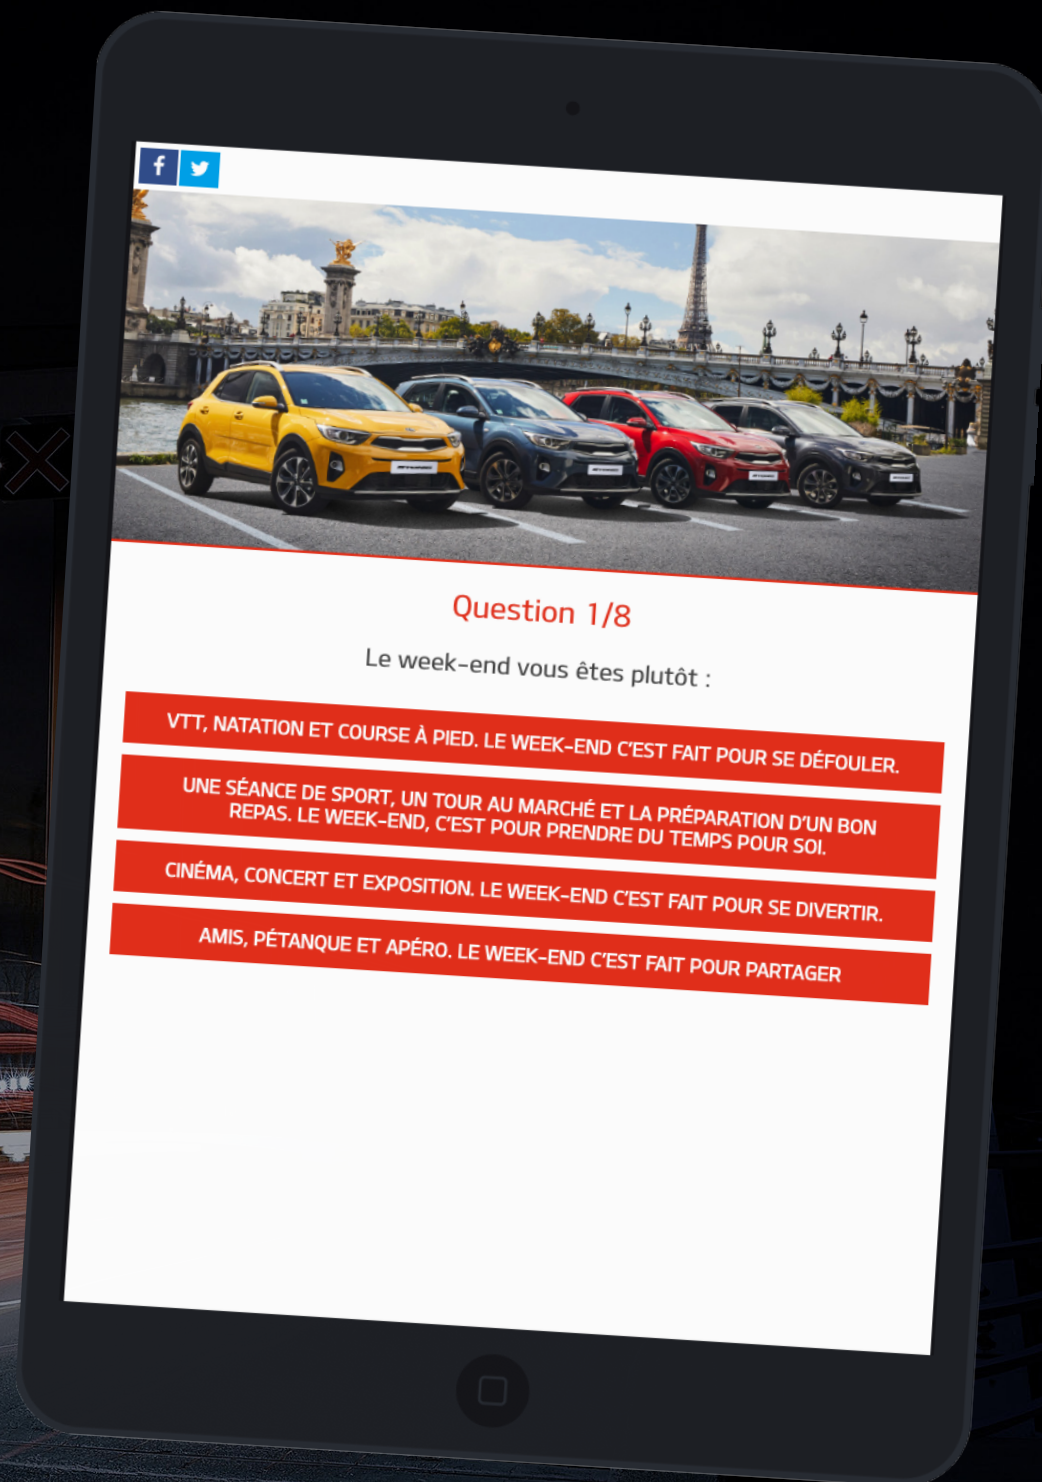 Question 1/8
Le week-end vous êtes plutôt :
VTT, NATATION ET COURSE À PIED. LE WEEK-END C'EST FAIT POUR SE DÉFOULER.
UNE SÉANCE DE SPORT, UN TOUR AU MARCHÉ ET LA PRÉPARATION D'UN BON
REPAS. LE WEEK-END, C'EST POUR PRENDRE DU TEMPS POUR SOI.
CINÉMA, CONCERT ET EXPOSITION. LE WEEK-END C'EST FAIT POUR SE DIVERTIR.
AMIS, PÉTANQUE ET APÉRO. LE WEEK-END C'EST FAIT POUR PARTAGER